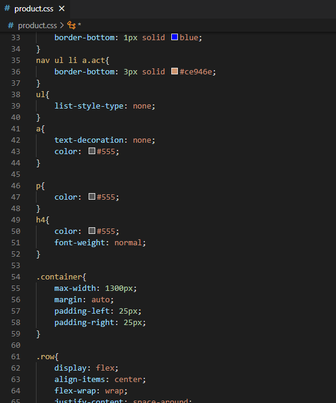 product.css ×
product.css > *
33 border-bottom: 1px solid blue;
34 }
35 nav ul li a.act{
36 border-bottom: 3px solid #ce946e;
37 }
38 ul{
39 list-style-type: none;
40 }
41 a{
42 text-decoration: none;
43 color: #555;
44 }
45
46 p{
47 color: #555;
48 }
49 h4{
50 color: #555;
51 font-weight: normal;
52 }
53
54 .container{
55 max-width: 1300px;
56 margin: auto;
57 padding-left: 25px;
58 padding-right: 25px;
59 }
60
61 .row{
62 display: flex;
63 align-items: center;
64 flex-wrap: wrap;
65 justify-content: space-around;